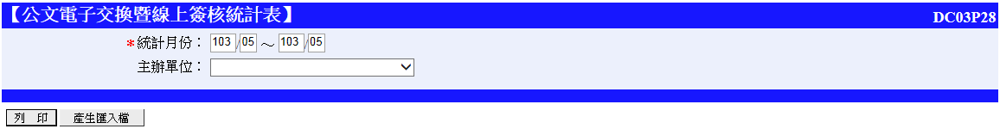 【公文電子交換暨線上簽核統計表】 DC03P28
*統計月份： 103/05 ～ 103/05
主辦單位：
列 印 產生匯入檔